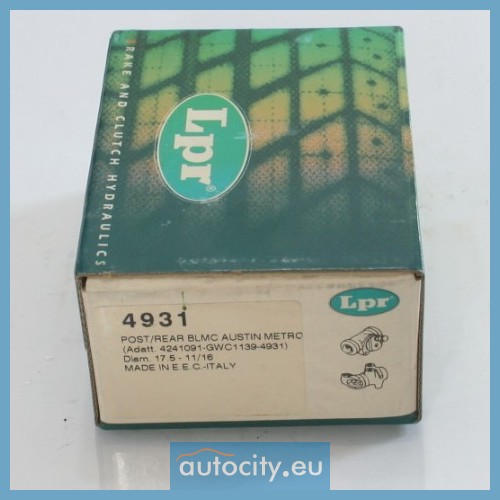 BRAKE AND CLUTCH HYDRAULICS
Lpr®
Lpr®
4931
POST/REAR BLMC AUSTIN METRO
(Adatt. 4241091-GWC1139-4931)
Diam. 17.5 - 11/16
MADE IN E.E.C.-ITALY
autocity.eu